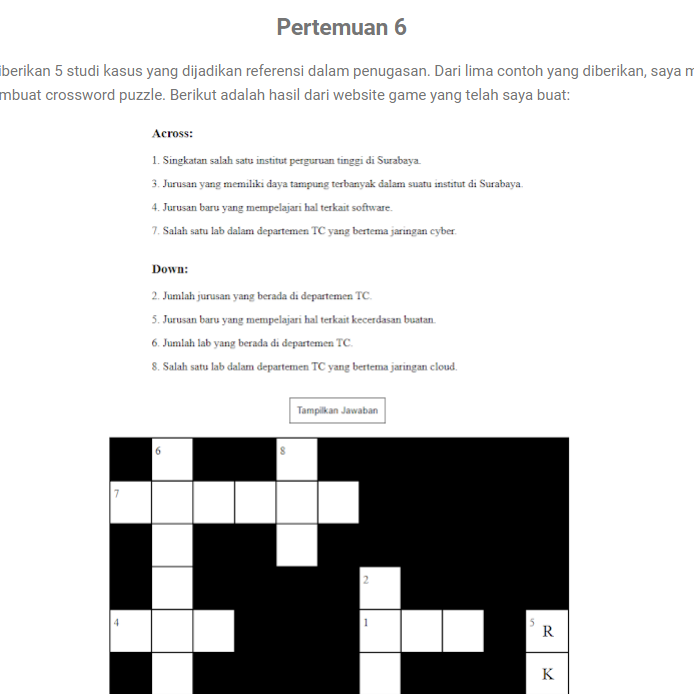 Pertemuan 6
iberikan 5 studi kasus yang dijadikan referensi dalam penugasan. Dari lima contoh yang diberikan, saya m
mbuat crossword puzzle. Berikut adalah hasil dari website game yang telah saya buat:
Across:
1. Singkatan salah satu institut perguruan tinggi di Surabaya.
3. Jurusan yang memiliki daya tampung terbanyak dalam suatu institut di Surabaya.
4. Jurusan baru yang mempelajari hal terkait software.
7. Salah satu lab dalam departemen TC yang bertema jaringan cyber.
Down:
2. Jumlah jurusan yang berada di departemen TC.
5. Jurusan baru yang mempelajari hal terkait kecerdasan buatan.
6. Jumlah lab yang berada di departemen TC.
8. Salah satu lab dalam departemen TC yang bertema jaringan cloud.
Tampilkan Jawaban
6 8
7
2
4 1 5 R
K